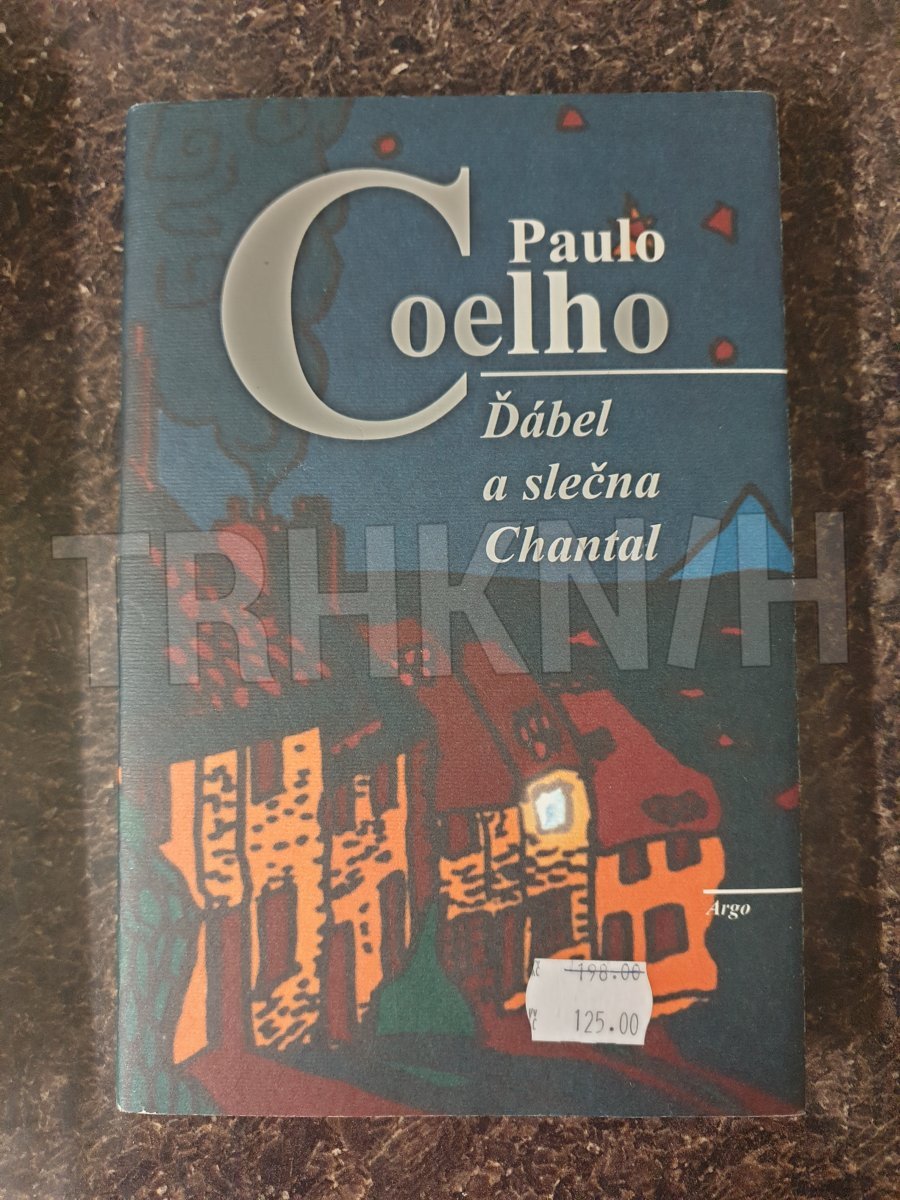 Paulo
Coelho
Ďábel
a slečna
Chantal
TRHKNIH
Argo
198.00
125.00